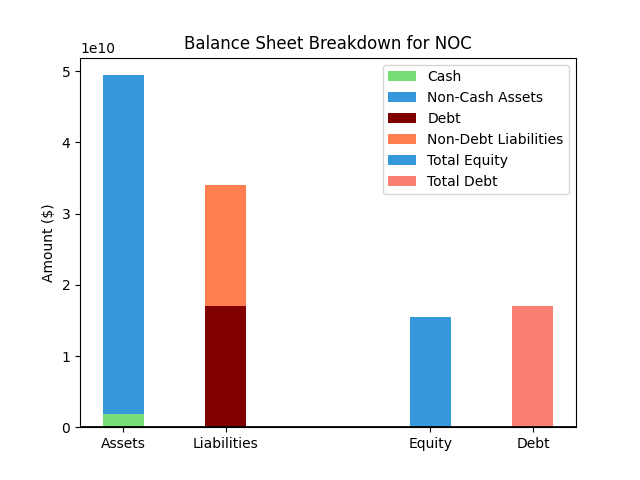 Balance Sheet Breakdown for NOC
1e10
5
4
3
2
1
0
Amount ($)
Cash
Non-Cash Assets
Debt
Non-Debt Liabilities
Total Equity
Total Debt
Assets Liabilities Equity Debt